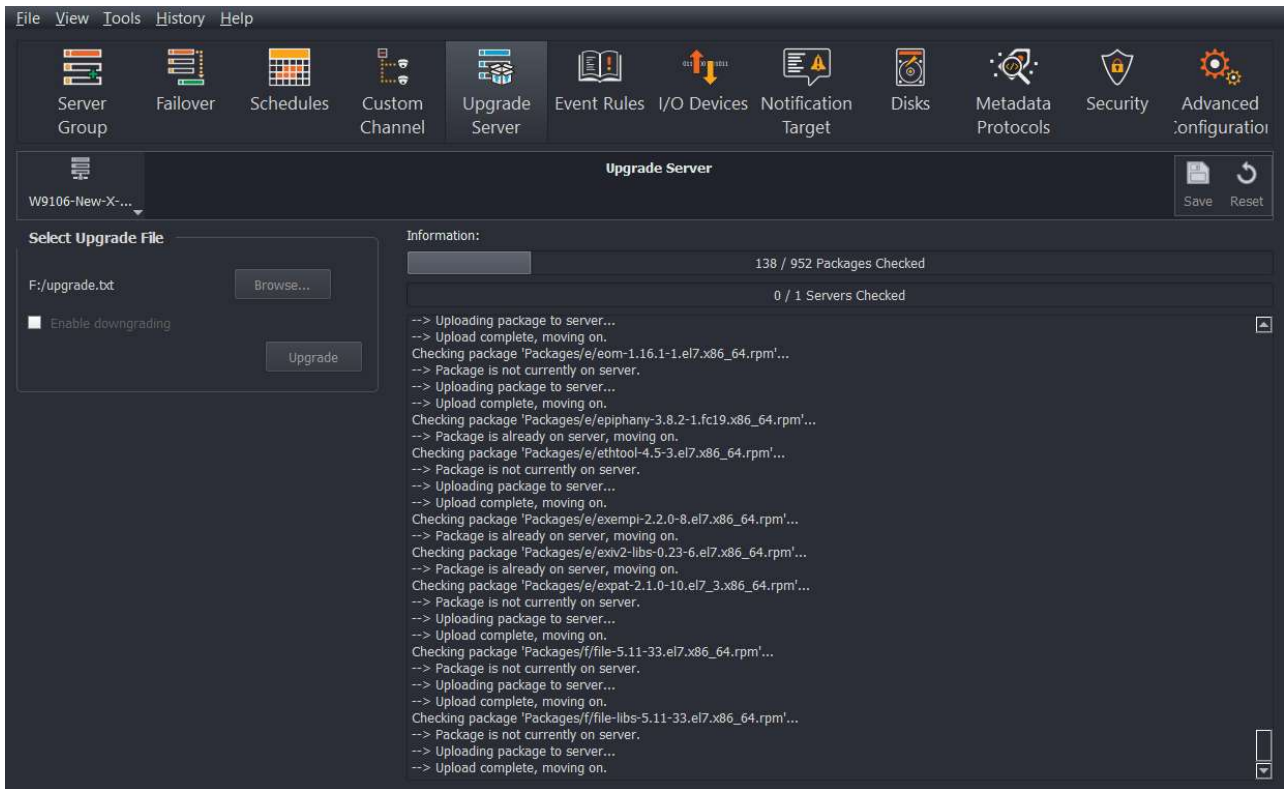 File View Tools History Help
Server Group
Failover
Schedules
Custom Channel
Upgrade Server
Event Rules
I/O Devices
Notification Target
Disks
Metadata Protocols
Security
Advanced Configuration
W9106-New-X-...
Upgrade Server
Save
Reset
Select Upgrade File
F:/upgrade.txt
Browse...
Enable downgrading
Upgrade
Information:
138 / 952 Packages Checked
0 / 1 Servers Checked
--> Uploading package to server...
--> Upload complete, moving on.
Checking package 'Packages/e/eom-1.16.1-1.el7.x86_64.rpm'...
--> Package is not currently on server.
--> Uploading package to server...
--> Upload complete, moving on.
Checking package 'Packages/e/epiphany-3.8.2-1.fc19.x86_64.rpm'...
--> Package is already on server, moving on.
Checking package 'Packages/e/ethtool-4.5-3.el7.x86_64.rpm'...
--> Package is not currently on server.
--> Uploading package to server...
--> Upload complete, moving on.
Checking package 'Packages/e/exempi-2.2.0-8.el7.x86_64.rpm'...
--> Package is already on server, moving on.
Checking package 'Packages/e/exiv2-libs-0.23-6.el7.x86_64.rpm'...
--> Package is already on server, moving on.
Checking package 'Packages/e/expat-2.1.0-10.el7_3.x86_64.rpm'...
--> Package is not currently on server.
--> Uploading package to server...
--> Upload complete, moving on.
Checking package 'Packages/f/file-5.11-33.el7.x86_64.rpm'...
--> Package is not currently on server.
--> Uploading package to server...
--> Upload complete, moving on.
Checking package 'Packages/f/file-libs-5.11-33.el7.x86_64.rpm'...
--> Package is not currently on server.
--> Uploading package to server...
--> Upload complete, moving on.